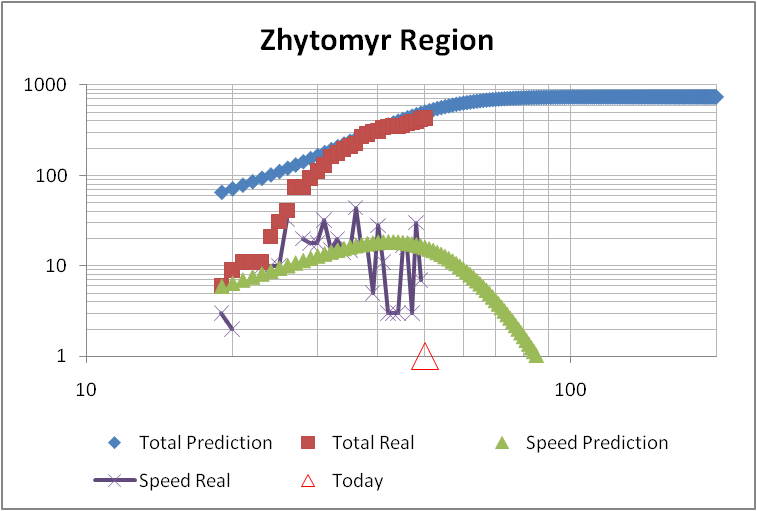 Zhytomyr Region
1000
100
10
1
10
100
Total Prediction
Total Real
Speed Prediction
Speed Real
Today